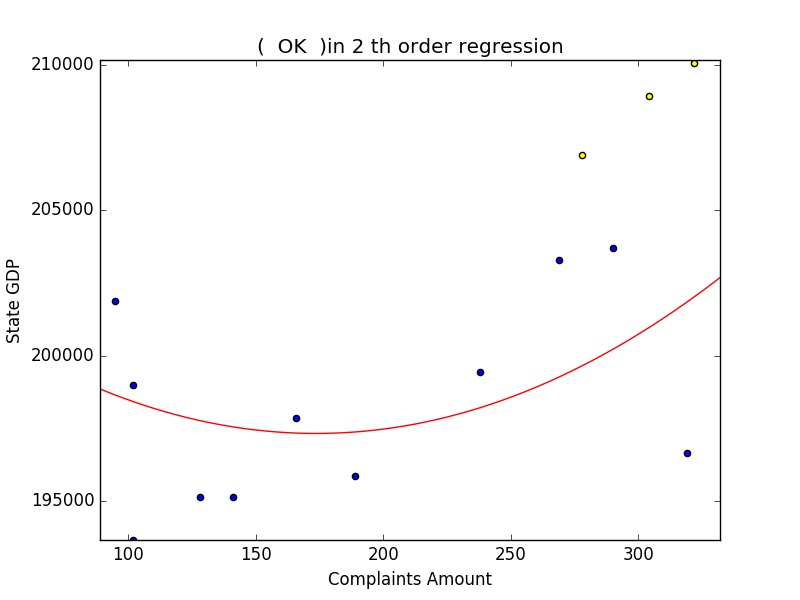 (  OK  )in 2 th order regression
210000
205000
200000
195000
State GDP
100 150 200 250 300
Complaints Amount